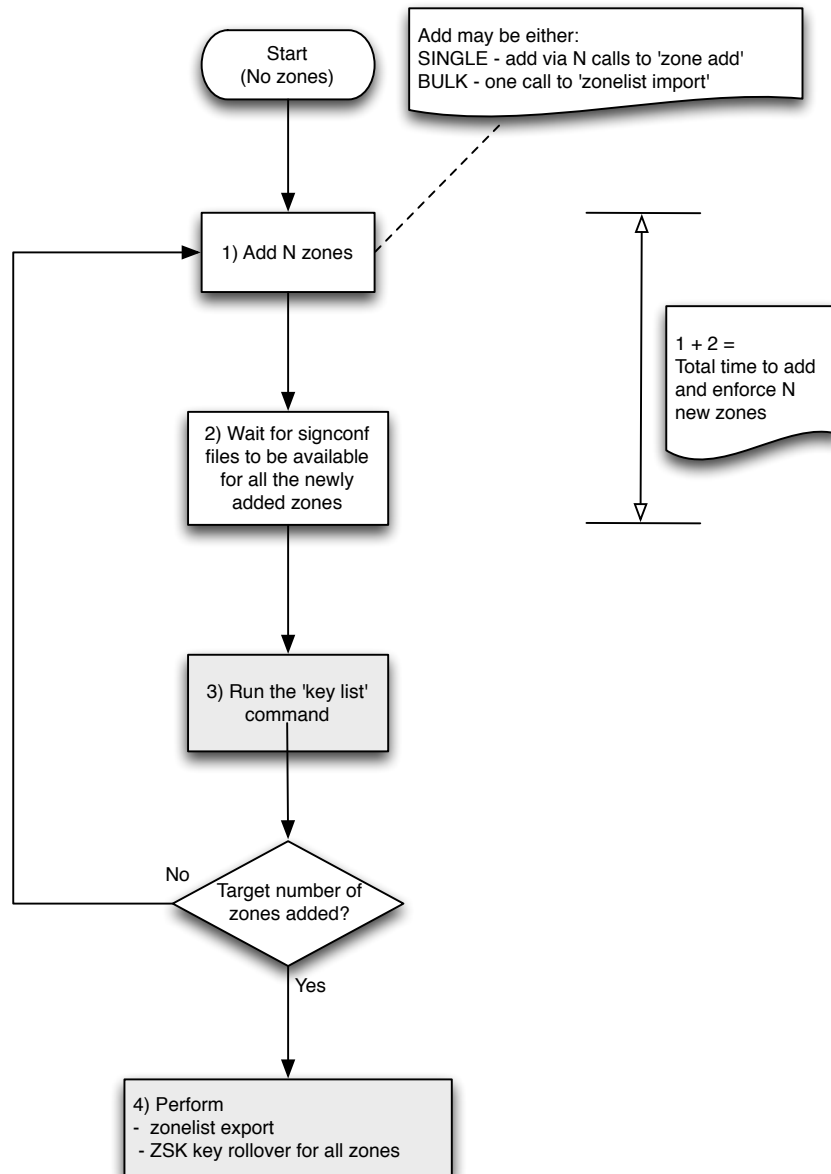 Start
(No zones)
Add may be either:
SINGLE - add via N calls to 'zone add'
BULK - one call to 'zonelist import'
1) Add N zones
1 + 2 =
Total time to add
and enforce N
new zones
2) Wait for signconf
files to be available
for all the newly
added zones
3) Run the 'key list'
command
No
Target number of
zones added?
Yes
4) Perform
- zonelist export
- ZSK key rollover for all zones